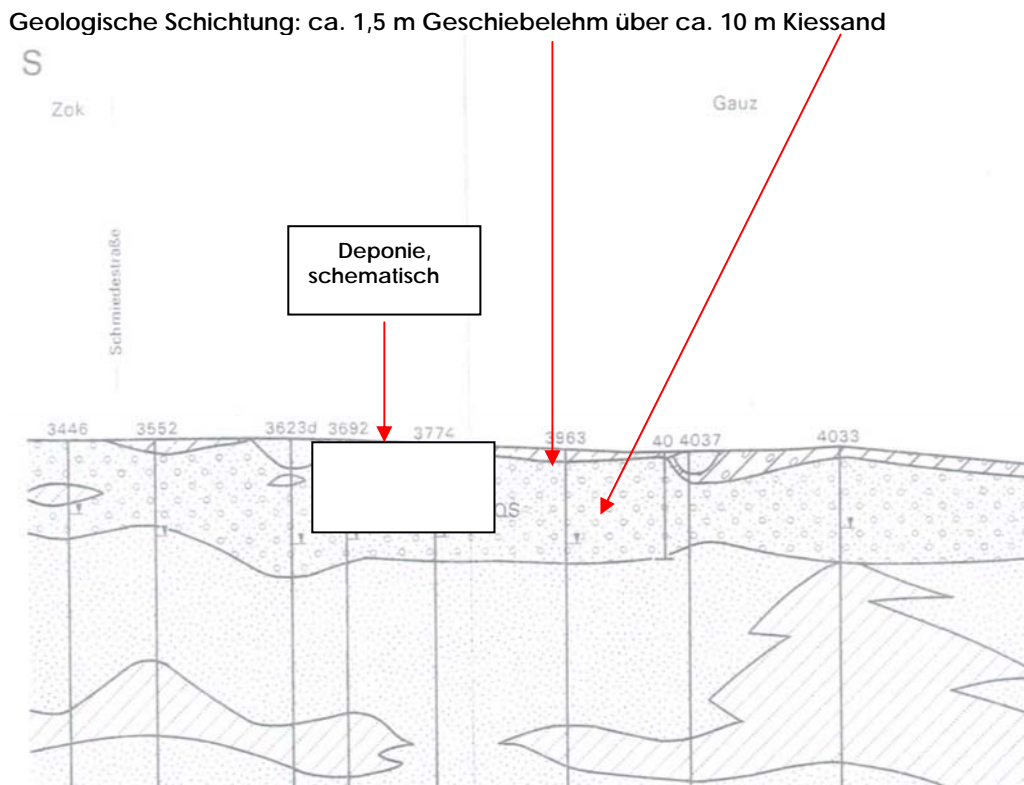 Geologische Schichtung: ca. 1,5 m Geschiebelehm über ca. 10 m Kiessand
S
Zok
Gauz
Schmiedestraße
Deponie,
schematisch
3446 3552 3623d 3692 3774 3963 40 4037 4033